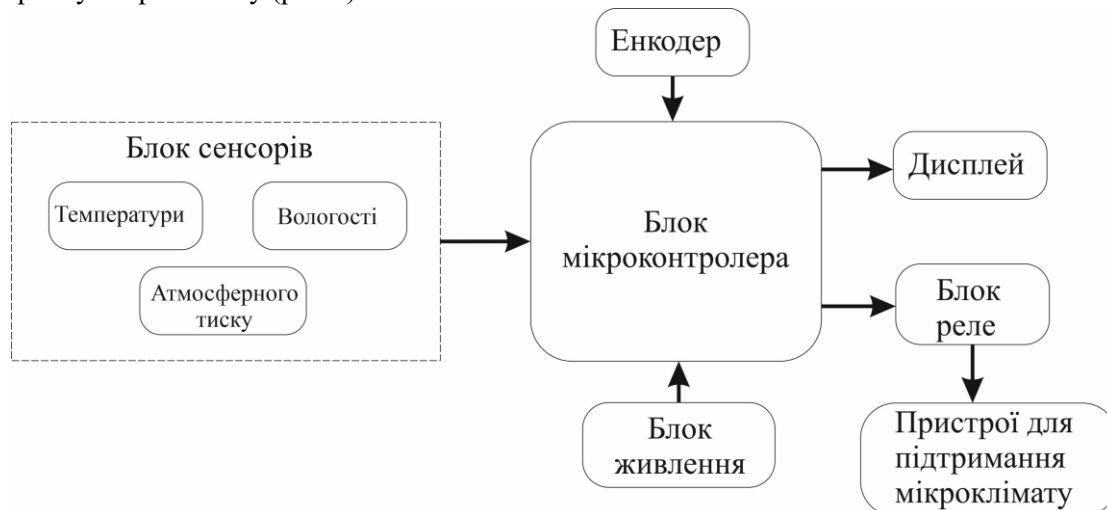 Енкодер
Блок сенсорів
Температури
Вологості
Атмосферного
тиску
Блок
мікроконтролера
Дисплей
Блок
реле
Блок
живлення
Пристрої для
підтримання
мікроклімату